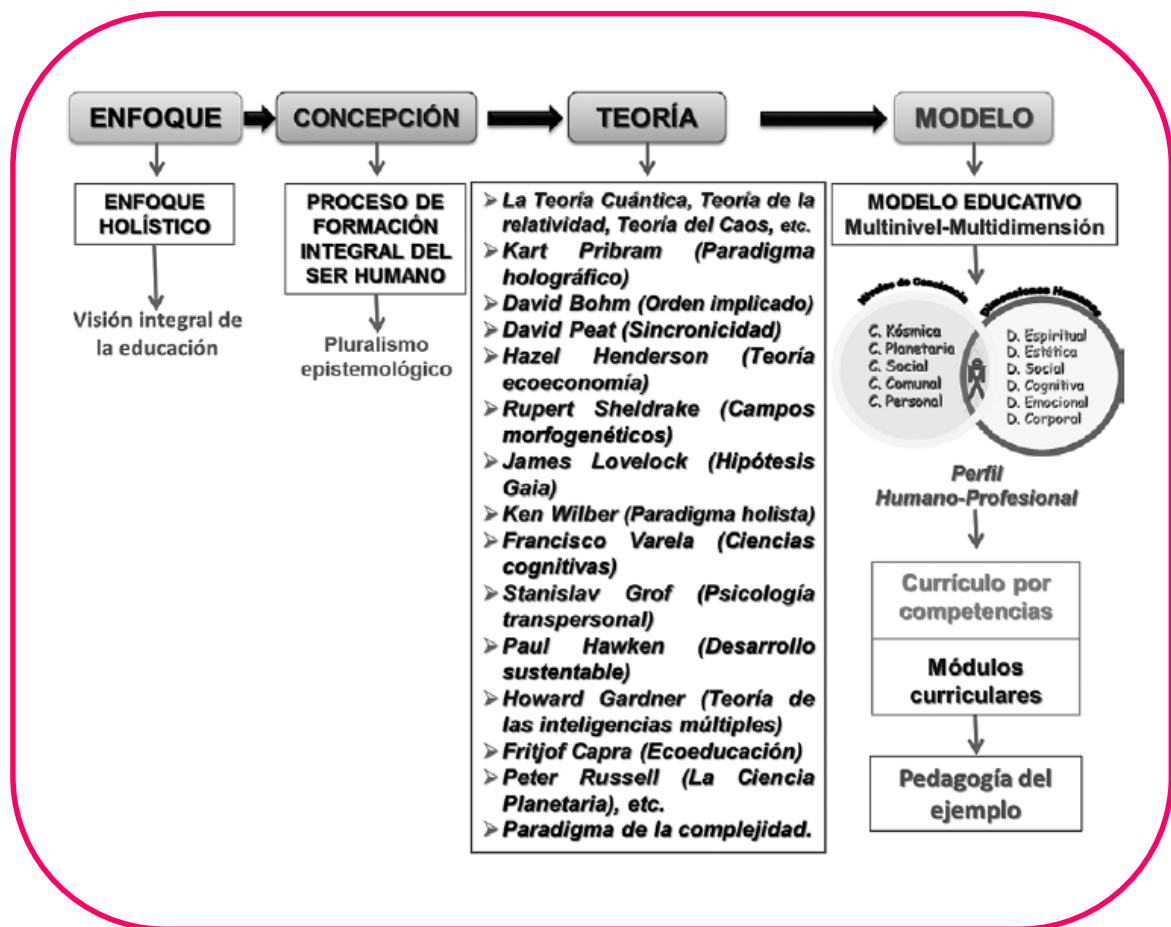 ENFOQUE
CONCEPCIÓN
TEORÍA
MODELO
ENFOQUE
HOLÍSTICO
Visión integral de
la educación
PROCESO DE
FORMACIÓN
INTEGRAL DEL
SER HUMANO
Pluralismo
epistemológico
➢ La Teoría Cuántica, Teoría de la
relatividad, Teoría del Caos, etc.
➢ Kart Pribram (Paradigma
holográfico)
➢ David Bohm (Orden implicado)
➢ David Peat (Sincronicidad)
➢ Hazel Henderson (Teoría
ecoeconomía)
➢ Rupert Sheldrake (Campos
morfogenéticos)
➢ James Lovelock (Hipótesis
Gaia)
➢ Ken Wilber (Paradigma holista)
➢ Francisco Varela (Ciencias
cognitivas)
➢ Stanislav Grof (Psicología
transpersonal)
➢ Paul Hawken (Desarrollo
sustentable)
➢ Howard Gardner (Teoría de
las inteligencias múltiples)
➢ Fritjof Capra (Ecoeducación)
➢ Peter Russell (La Ciencia
Planetaria), etc.
➢ Paradigma de la complejidad.
MODELO EDUCATIVO
Multinivel-Multidimensión
Niveles de Conciencia
C. Kósmica
C. Planetaria
C. Social
C. Comunal
C. Personal
Dimensiones Humanas
D. Espiritual
D. Estética
D. Social
D. Cognitiva
D. Emocional
D. Corporal
Perfil
Humano-Profesional
Currículo por
competencias
Módulos
curriculares
Pedagogía del
ejemplo